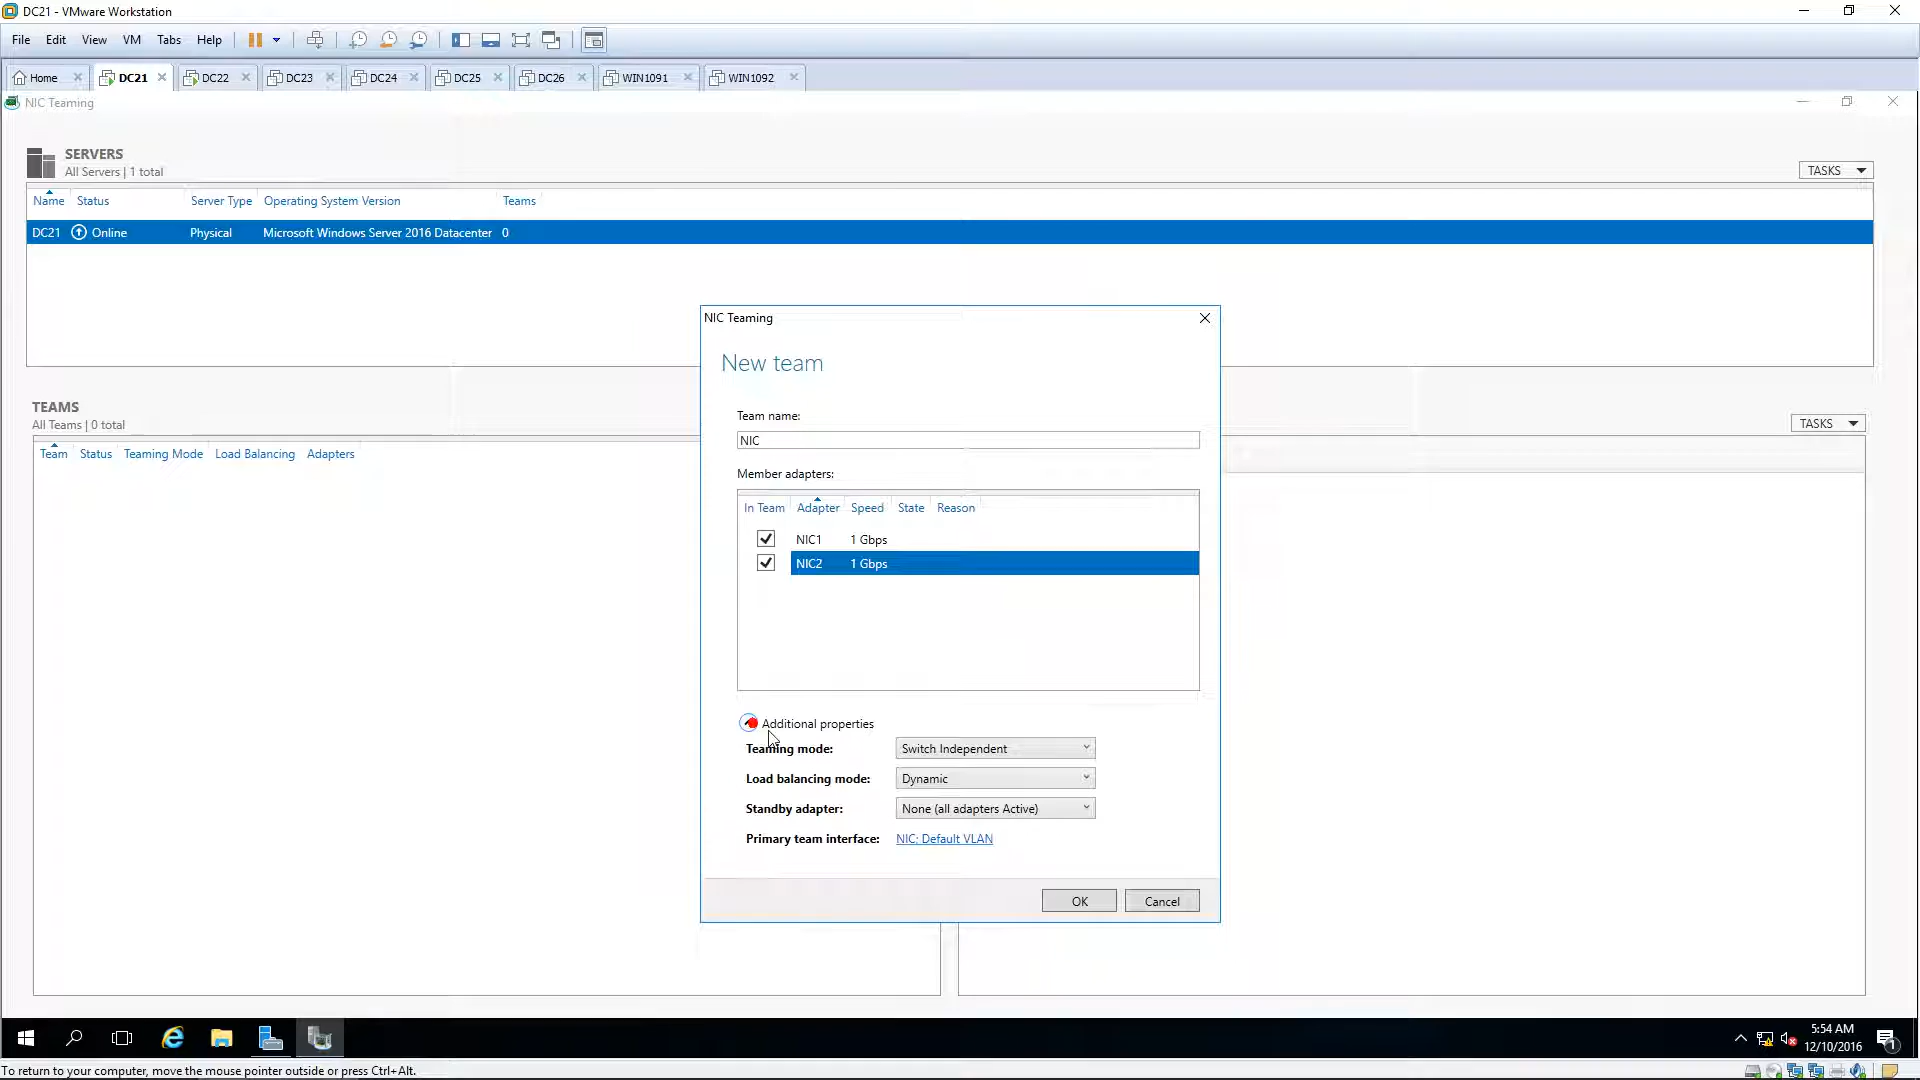 DC21 - VMware Workstation
File Edit View VM Tabs Help
Home DC21 DC22 DC23 DC24 DC25 DC26 WIN1091 WIN1092
NIC Teaming
SERVERS
All Servers | 1 total
TASKS
Name Status Server Type Operating System Version Teams
DC21 Online Physical Microsoft Windows Server 2016 Datacenter 0
TEAMS
All Teams | 0 total
TASKS
Team Status Teaming Mode Load Balancing Adapters
NIC Teaming
New team
Team name:
NIC
Member adapters:
In Team Adapter Speed State Reason
NIC1 1 Gbps
NIC2 1 Gbps
Additional properties
Teaming mode: Switch Independent
Load balancing mode: Dynamic
Standby adapter: None (all adapters Active)
Primary team interface: NIC; Default VLAN
OK Cancel
5:54 AM
12/10/2016
1
To return to your computer, move the mouse pointer outside or press Ctrl+Alt.